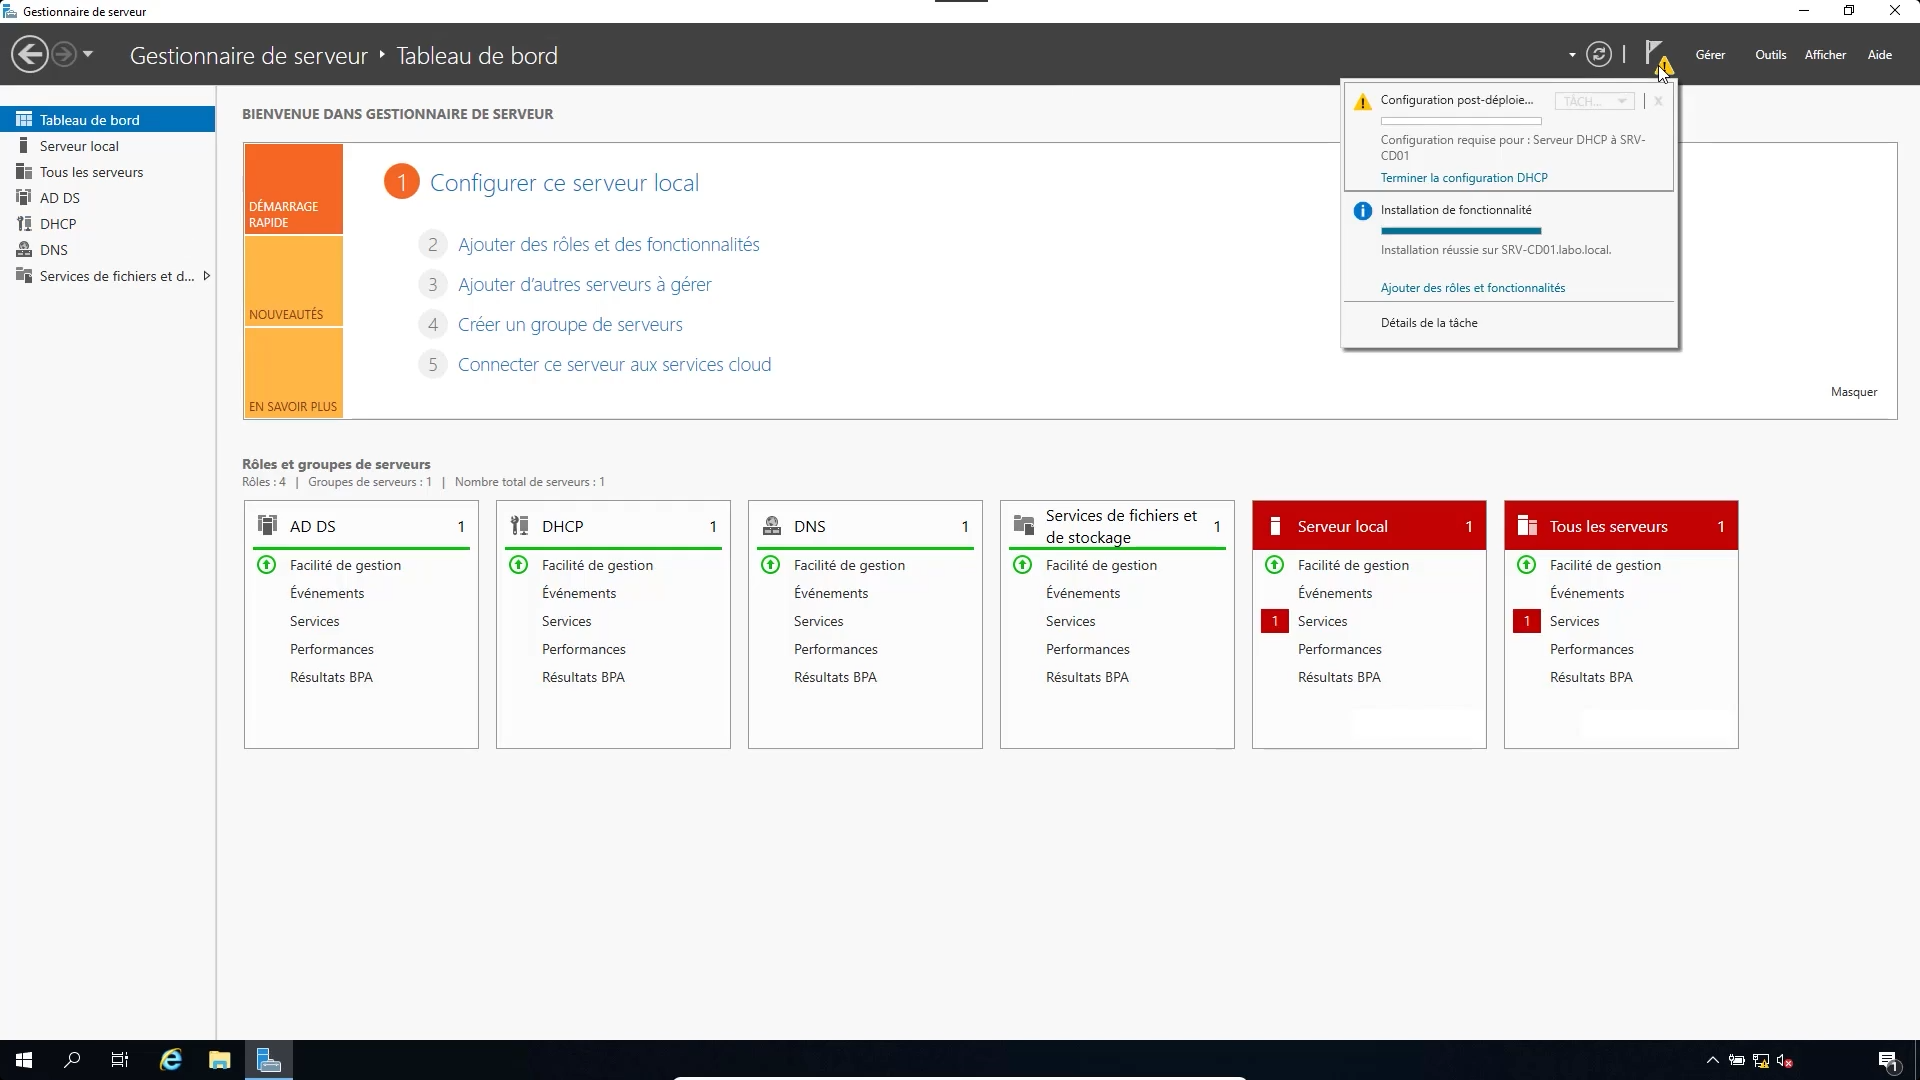 Gestionnaire de serveur
Gestionnaire de serveur ‣ Tableau de bord
Gérer
Outils
Afficher
Aide
Tableau de bord
Serveur local
Tous les serveurs
AD DS
DHCP
DNS
Services de fichiers et d...
BIENVENUE DANS GESTIONNAIRE DE SERVEUR
DÉMARRAGE
RAPIDE
NOUVEAUTÉS
EN SAVOIR PLUS
1 Configurer ce serveur local
2 Ajouter des rôles et des fonctionnalités
3 Ajouter d’autres serveurs à gérer
4 Créer un groupe de serveurs
5 Connecter ce serveur aux services cloud
Masquer
Configuration post-déploie...
TÂCH...
X
Configuration requise pour : Serveur DHCP à SRV-
CD01
Terminer la configuration DHCP
Installation de fonctionnalité
Installation réussie sur SRV-CD01.labo.local.
Ajouter des rôles et fonctionnalités
Détails de la tâche
Rôles et groupes de serveurs
Rôles : 4 | Groupes de serveurs : 1 | Nombre total de serveurs : 1
AD DS 1
Facilité de gestion
Événements
Services
Performances
Résultats BPA
DHCP 1
Facilité de gestion
Événements
Services
Performances
Résultats BPA
DNS 1
Facilité de gestion
Événements
Services
Performances
Résultats BPA
Services de fichiers et
de stockage 1
Facilité de gestion
Événements
Services
Performances
Résultats BPA
Serveur local 1
Facilité de gestion
Événements
1 Services
Performances
Résultats BPA
Tous les serveurs 1
Facilité de gestion
Événements
1 Services
Performances
Résultats BPA
1